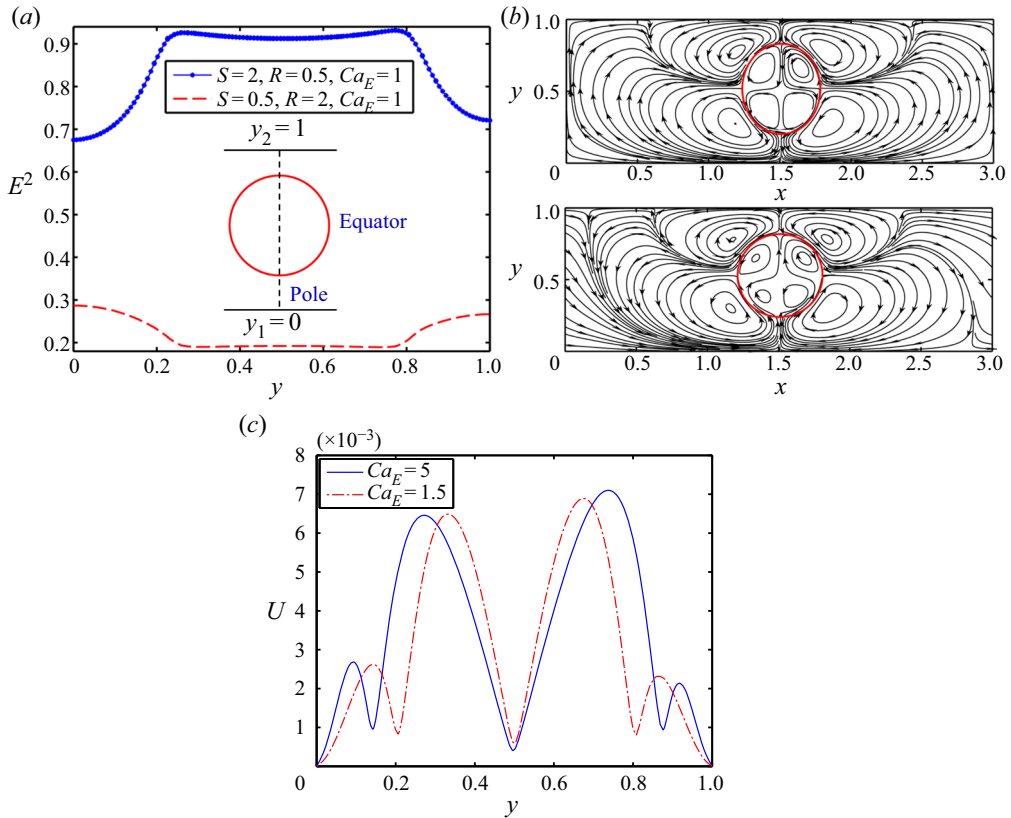 (a)
0.9
0.8
0.7
0.6
0.5
0.4
0.3
0.2
E²
S = 2, R = 0.5, Ca_E = 1
S = 0.5, R = 2, Ca_E = 1
y₂ = 1
Equator
Pole
y₁ = 0
0 0.2 0.4 0.6 0.8 1.0
y
(b)
1.0
y 0.5
0 0.5 1.0 1.5 2.0 2.5 3.0
x
1.0
y 0.5
0 0.5 1.0 1.5 2.0 2.5 3.0
x
(c)
(×10⁻³)
8
7
6
5
4
3
2
1
U
Ca_E = 5
Ca_E = 1.5
0 0.2 0.4 0.6 0.8 1.0
y